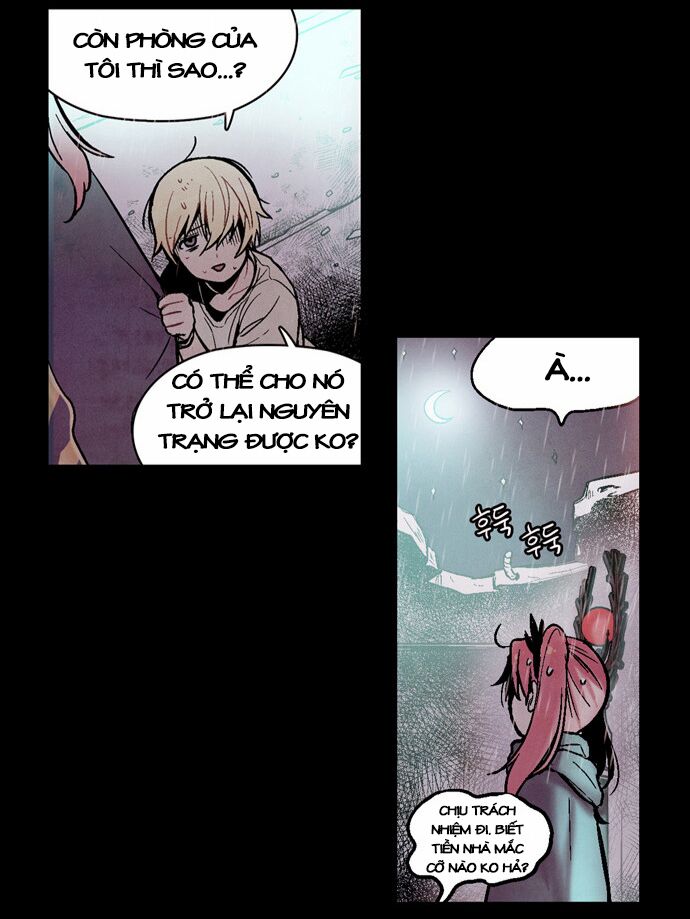 CÒN PHÒNG CỦA
TÔI THÌ SAO...?
CÓ THỂ CHO NÓ
TRỞ LẠI NGUYÊN
TRẠNG ĐƯỢC KO?
À...
후둑
후둑
CHỊU TRÁCH
NHIỆM ĐI. BIẾT
TIỀN NHÀ MẮC
CỠ NÀO KO HẢ?